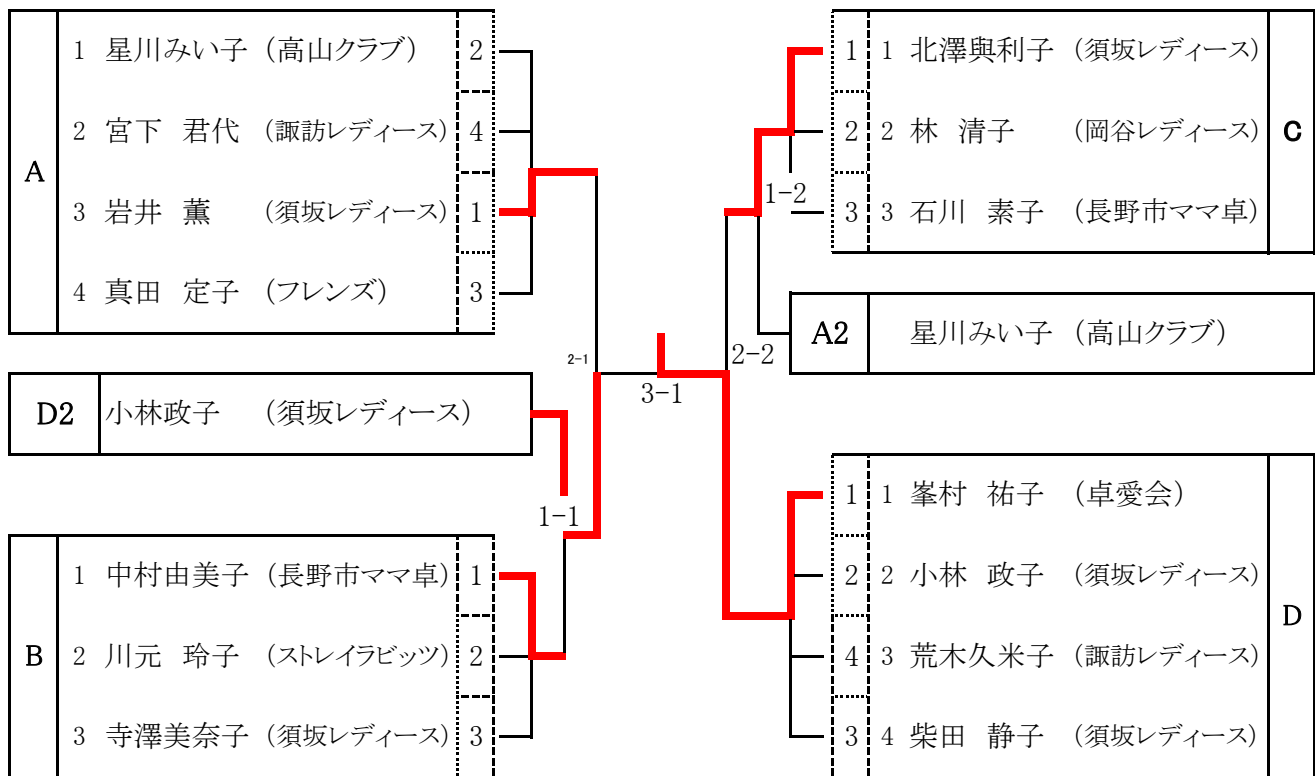 A
1 星川みい子 (高山クラブ) 2
2 宮下 君代 (諏訪レディース) 4
3 岩井 薫 (須坂レディース) 1
4 真田 定子 (フレンズ) 3
D2 小林政子 (須坂レディース)
B
1 中村由美子 (長野市ママ卓) 1
2 川元 玲子 (ストレイラビッツ) 2
3 寺澤美奈子 (須坂レディース) 3
1-1
2-1
3-1
2-2
1-2
1 1 北澤與利子 (須坂レディース)
2 2 林 清子 (岡谷レディース)
3 3 石川 素子 (長野市ママ卓)
C
A2 星川みい子 (高山クラブ)
1 1 峯村 祐子 (卓愛会)
2 2 小林 政子 (須坂レディース)
4 3 荒木久米子 (諏訪レディース)
3 4 柴田 静子 (須坂レディース)
D